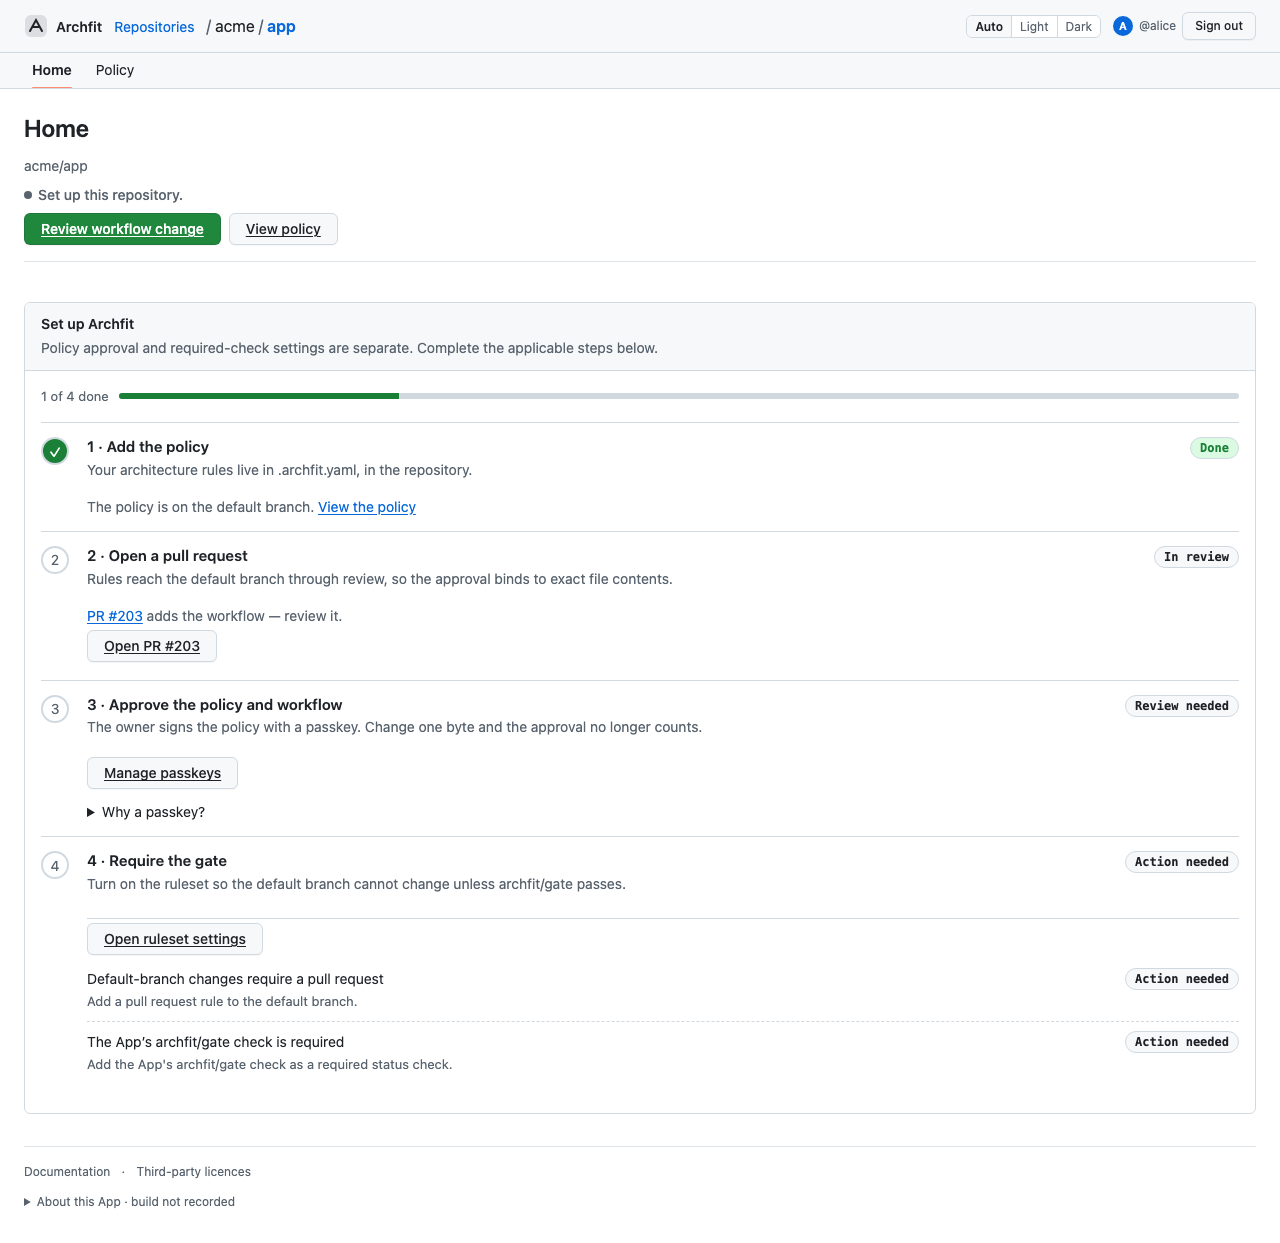 Archfit Repositories / acme / app Auto Light Dark A @alice Sign out
Home Policy
Home
acme/app
Set up this repository.
Review workflow change View policy
Set up Archfit
Policy approval and required-check settings are separate. Complete the applicable steps below.
1 of 4 done
1 · Add the policy Done
Your architecture rules live in .archfit.yaml, in the repository.
The policy is on the default branch. View the policy
2 2 · Open a pull request In review
Rules reach the default branch through review, so the approval binds to exact file contents.
PR #203 adds the workflow — review it.
Open PR #203
3 3 · Approve the policy and workflow Review needed
The owner signs the policy with a passkey. Change one byte and the approval no longer counts.
Manage passkeys
Why a passkey?
4 4 · Require the gate Action needed
Turn on the ruleset so the default branch cannot change unless archfit/gate passes.
Open ruleset settings
Default-branch changes require a pull request Action needed
Add a pull request rule to the default branch.
The App’s archfit/gate check is required Action needed
Add the App's archfit/gate check as a required status check.
Documentation · Third-party licences
About this App · build not recorded